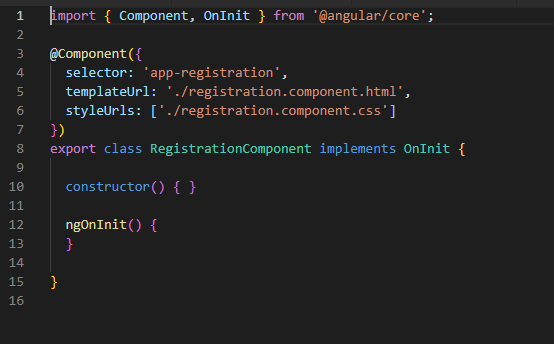 1 import { Component, OnInit } from '@angular/core';
2
3 @Component({
4   selector: 'app-registration',
5   templateUrl: './registration.component.html',
6   styleUrls: ['./registration.component.css']
7 })
8 export class RegistrationComponent implements OnInit {
9
10   constructor() { }
11
12   ngOnInit() {
13   }
14
15 }
16